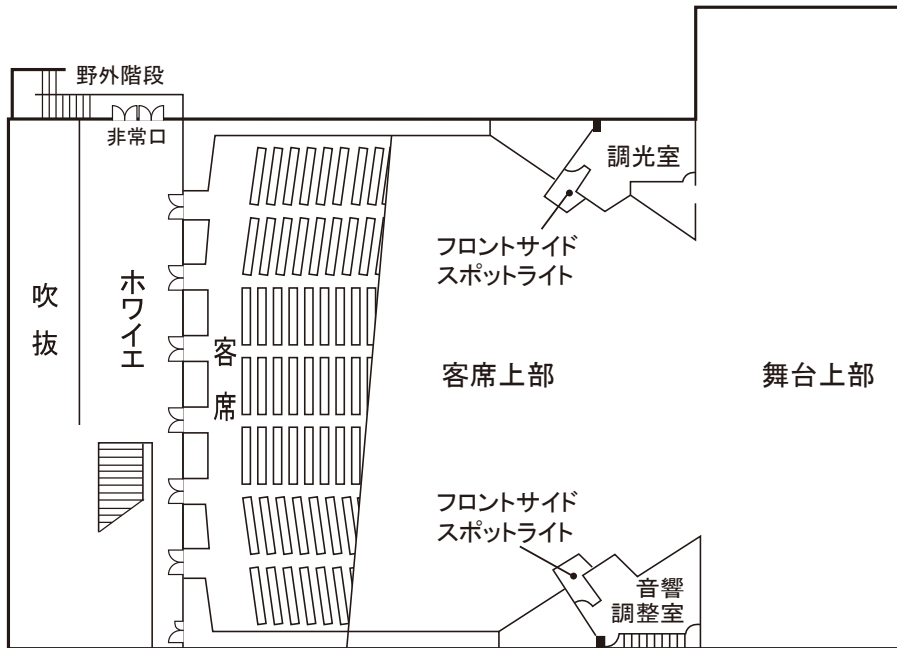 野外階段
非常口
調光室
フロントサイド
スポットライト
吹抜
ホワイエ
客席
客席上部
舞台上部
フロントサイド
スポットライト
音響
調整室